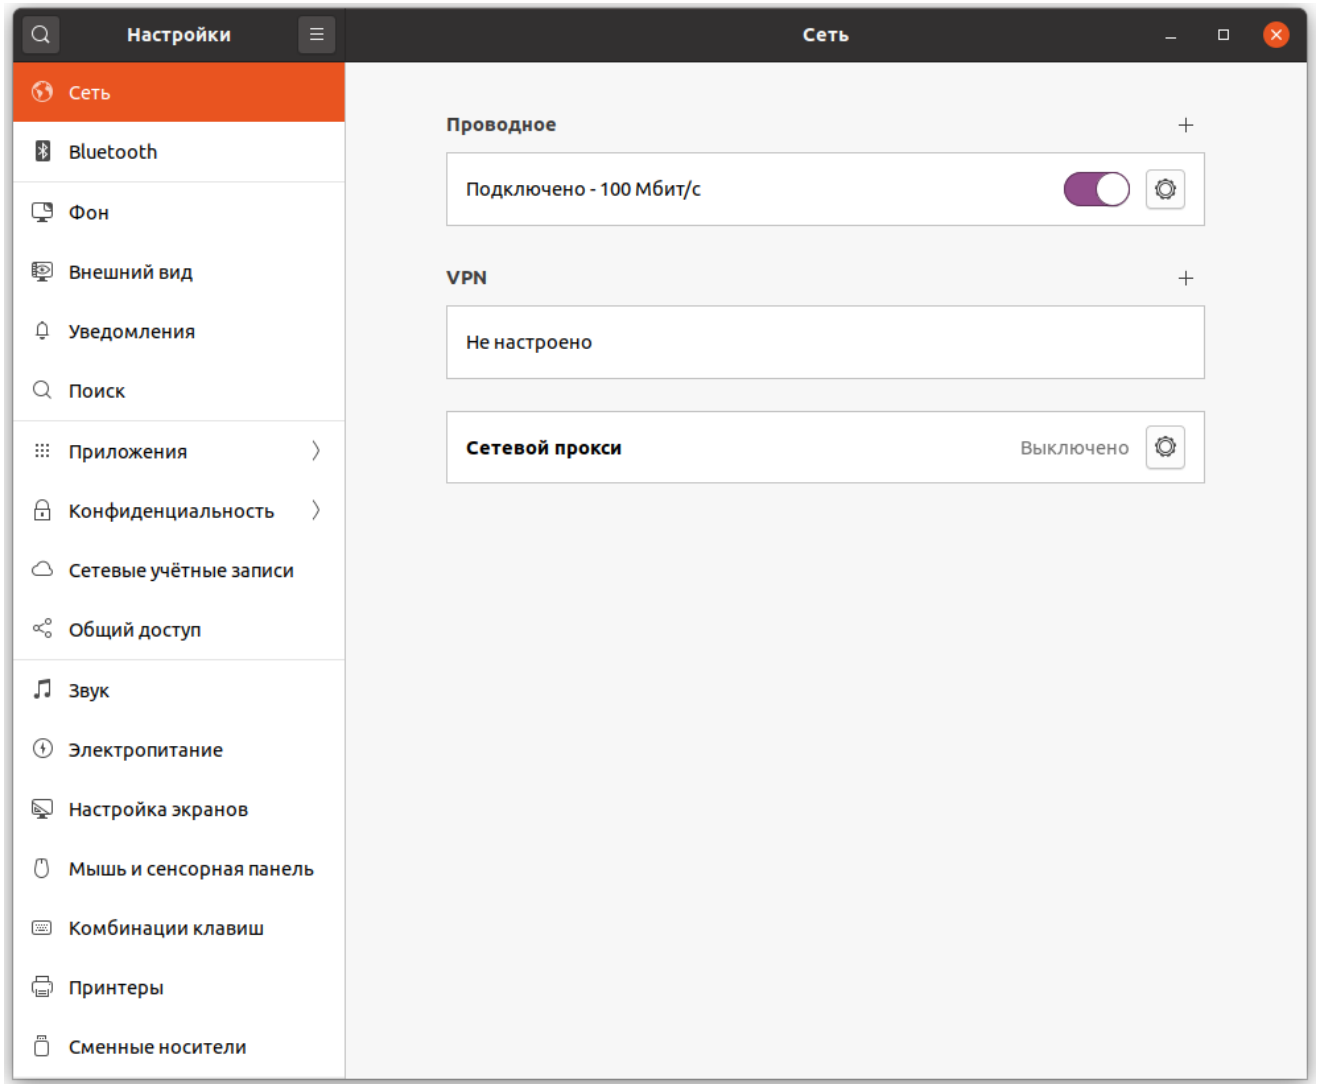 Настройки
Сеть
Сеть
Bluetooth
Фон
Внешний вид
Уведомления
Поиск
Приложения
Конфиденциальность
Сетевые учётные записи
Общий доступ
Звук
Электропитание
Настройка экранов
Мышь и сенсорная панель
Комбинации клавиш
Принтеры
Сменные носители
Проводное
Подключено - 100 Мбит/с
VPN
Не настроено
Сетевой прокси Выключено